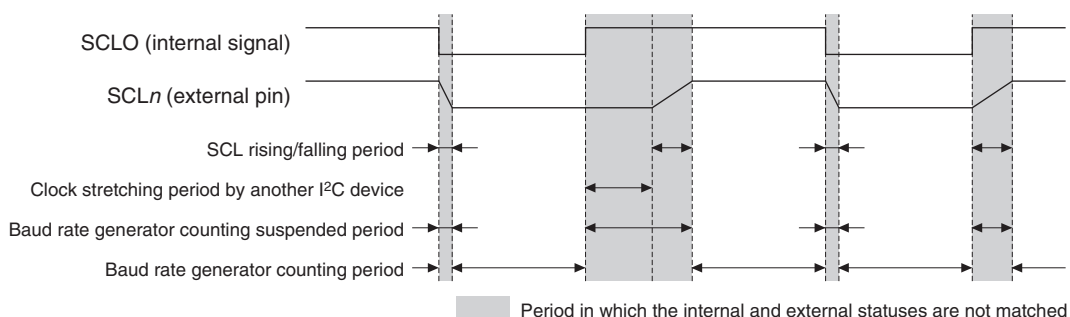 SCLO (internal signal)
SCLn (external pin)
SCL rising/falling period
Clock stretching period by another I²C device
Baud rate generator counting suspended period
Baud rate generator counting period
Period in which the internal and external statuses are not matched